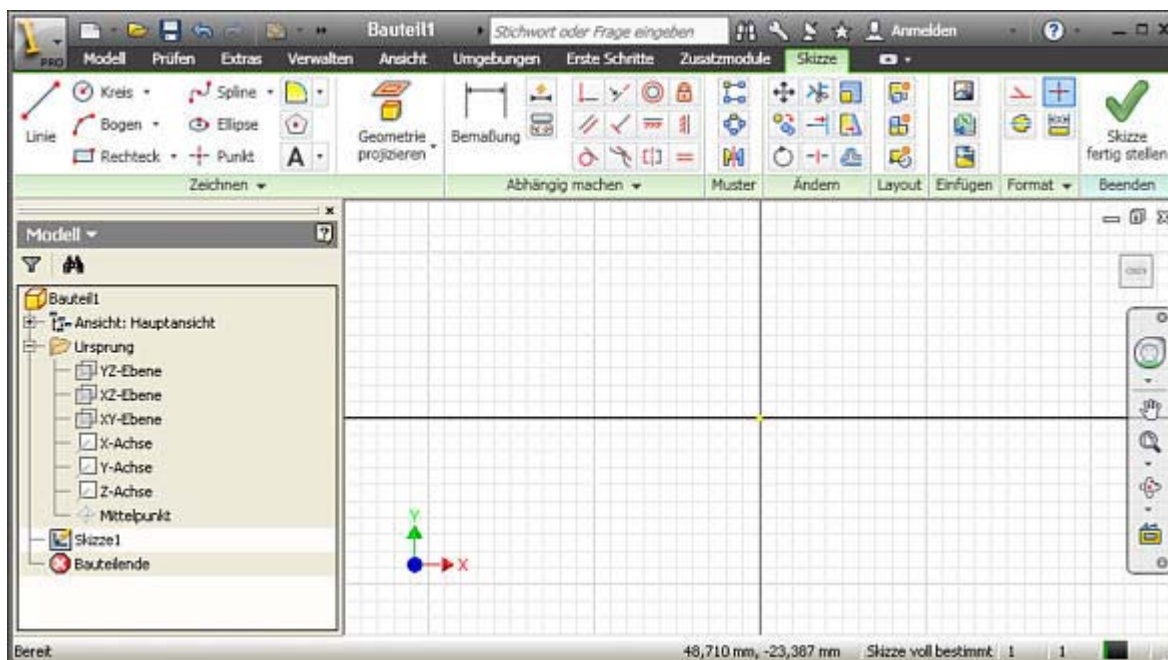 Bauteil1 Stichwort oder Frage eingeben Anmelden
PRO Modell Prüfen Extras Verwalten Ansicht Umgebungen Erste Schritte Zusatzmodule Skizze
Kreis Spline
Linie Bogen Ellipse Geometrie projizieren Bemaßung Skizze fertig stellen
Rechteck Punkt A
Zeichnen Abhängig machen Muster Ändern Layout Einfügen Format Beenden
Modell
Bauteil1
Ansicht: Hauptansicht
Ursprung
YZ-Ebene
XZ-Ebene
XY-Ebene
X-Achse
Y-Achse
Z-Achse
Mittelpunkt
Skizze1
Bauteilende
Y
X
Bereit 48,710 mm, -23,387 mm Skizze voll bestimmt 1 1